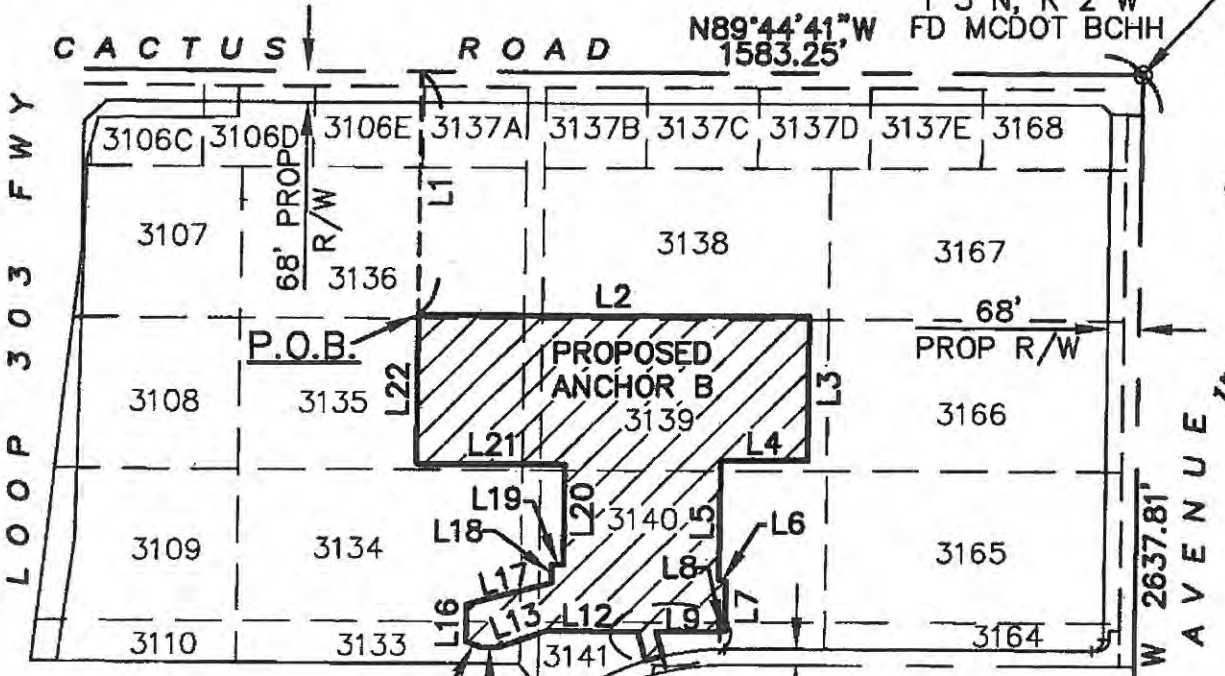 T 3 N, R 2 W
N89°44'41"W FD MCDOT BCHH
CACTUS ROAD 1583.25'
3106C 3106D 3106E 3137A 3137B 3137C 3137D 3137E 3168
LOOP 303 FWY
68' PROP
R/W
L1
3107 3136 3138 3167
L2
P.O.B.
68'
PROP R/W
PROPOSED
ANCHOR B
L22 L3
3108 3135 3139 3166
L21 L4
L19 L20 L5 L6
L18 3140
3109 3134 3165
L17 L8 L7
L16 L13 L12 L9
3110 3133 3141 3164
W 2637.81'
AVENUE